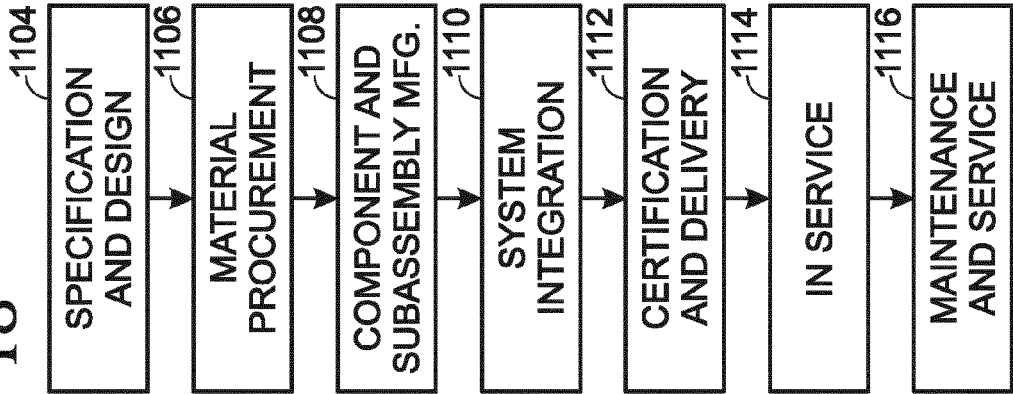 1104
SPECIFICATION
AND DESIGN
1106
MATERIAL
PROCUREMENT
1108
COMPONENT AND
SUBASSEMBLY MFG.
1110
SYSTEM
INTEGRATION
1112
CERTIFICATION
AND DELIVERY
1114
IN SERVICE
1116
MAINTENANCE
AND SERVICE